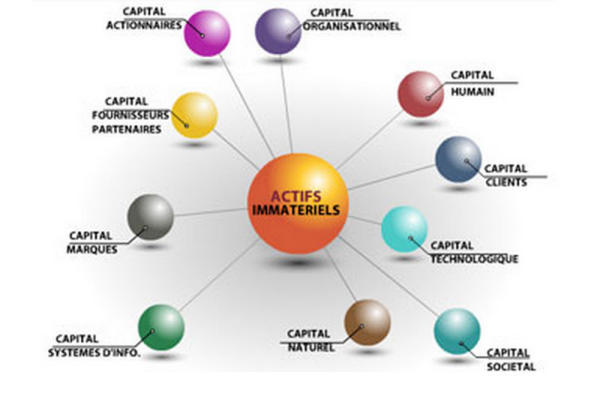 CAPITAL
ACTIONNAIRES
CAPITAL
ORGANISATIONNEL
CAPITAL
HUMAIN
CAPITAL
FOURNISSEURS
PARTENAIRES
CAPITAL
CLIENTS
ACTIFS
IMMATERIELS
CAPITAL
MARQUES
CAPITAL
TECHNOLOGIQUE
CAPITAL
SYSTEMES D'INFO.
CAPITAL
NATUREL
CAPITAL
SOCIETAL